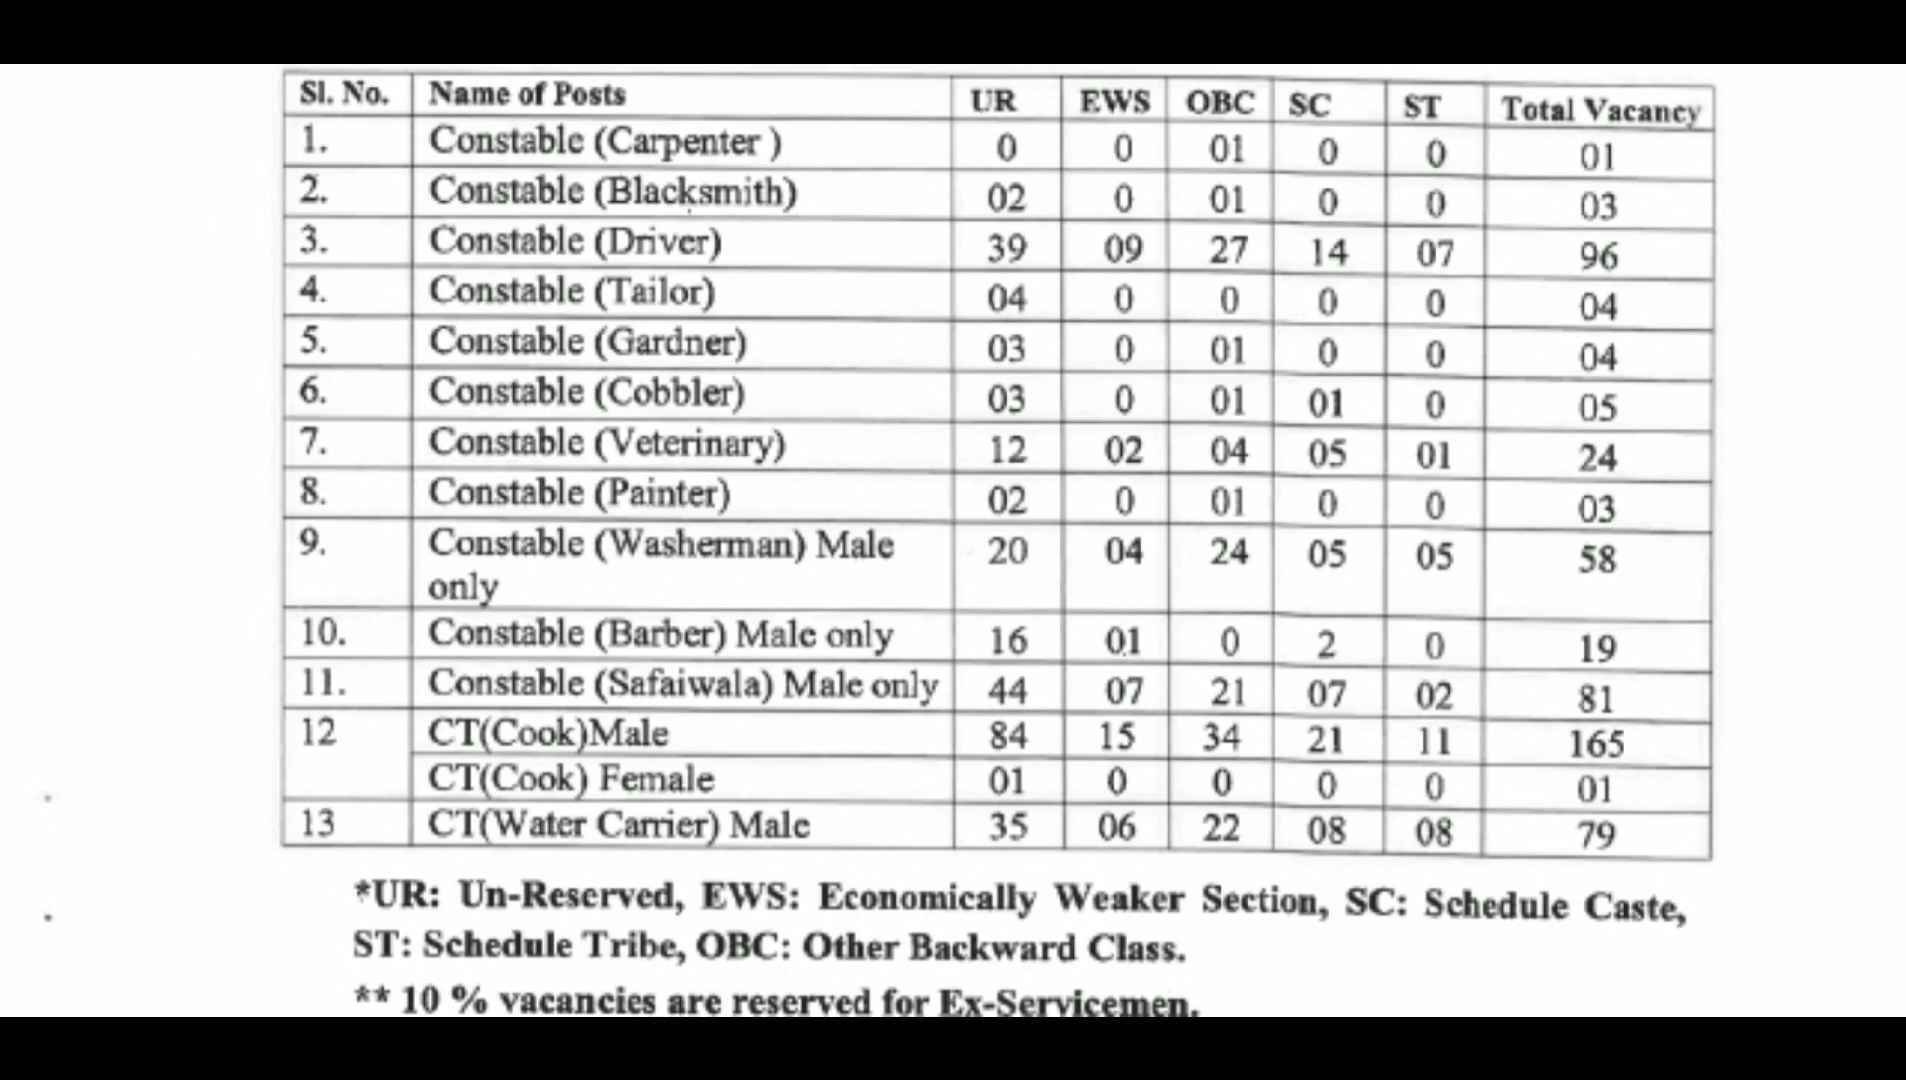 Sl. No. Name of Posts UR EWS OBC SC ST Total Vacancy
1. Constable (Carpenter ) 0 0 01 0 0 01
2. Constable (Blacksmith) 02 0 01 0 0 03
3. Constable (Driver) 39 09 27 14 07 96
4. Constable (Tailor) 04 0 0 0 0 04
5. Constable (Gardner) 03 0 01 0 0 04
6. Constable (Cobbler) 03 0 01 01 0 05
7. Constable (Veterinary) 12 02 04 05 01 24
8. Constable (Painter) 02 0 01 0 0 03
9. Constable (Washerman) Male 20 04 24 05 05 58
only
10. Constable (Barber) Male only 16 01 0 2 0 19
11. Constable (Safaiwala) Male only 44 07 21 07 02 81
12 CT(Cook)Male 84 15 34 21 11 165
CT(Cook) Female 01 0 0 0 0 01
13 CT(Water Carrier) Male 35 06 22 08 08 79
*UR: Un-Reserved, EWS: Economically Weaker Section, SC: Schedule Caste,
ST: Schedule Tribe, OBC: Other Backward Class.
** 10 % vacancies are reserved for Ex-Servicemen.